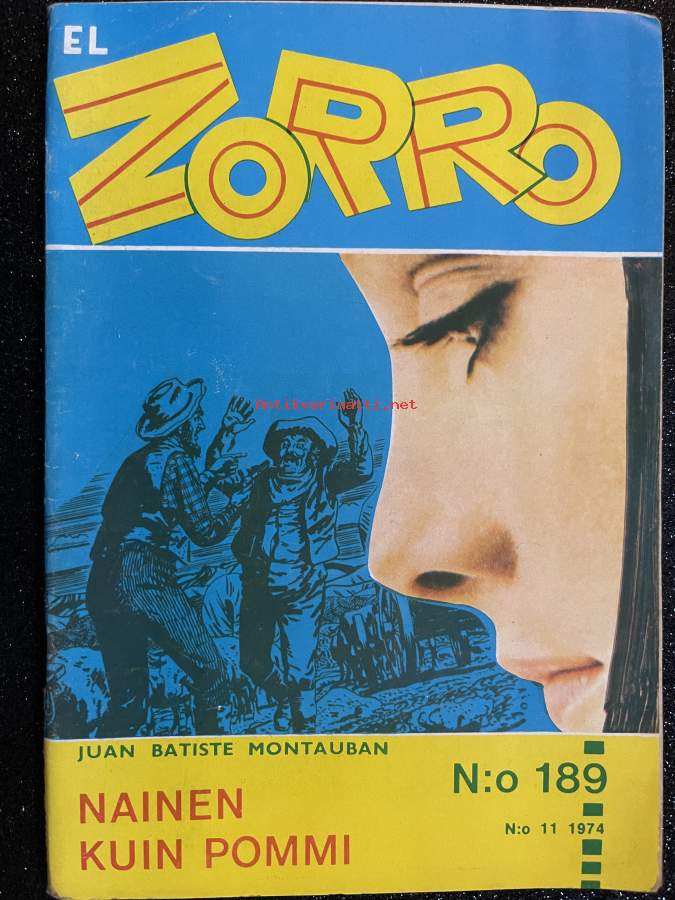 EL
ZORRO
Antikvariaatti.net
JUAN BATISTE MONTAUBAN
NAINEN
KUIN POMMI
N:o 189
N:o 11 1974